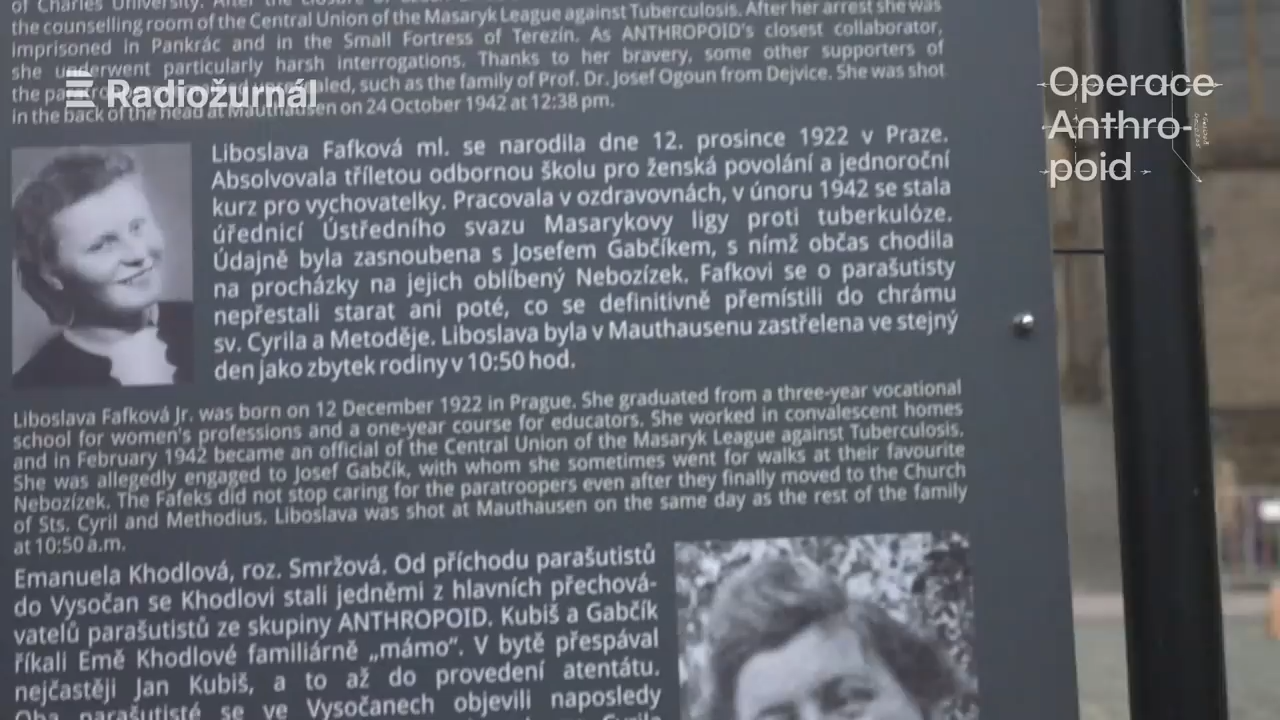 of Charles University. After the
the counselling room of the Central Union of the Masaryk League against Tuberculosis. After her arrest she was
imprisoned in Pankrác and in the Small Fortress of Terezín. As ANTHROPOID's closest collaborator,
she underwent particularly harsh interrogations. Thanks to her bravery, some other supporters of
the such as the family of Prof. Dr. Josef Ogoun from Dejvice. She was shot
in the back of the head at Mauthausen on 24 October 1942 at 12:38 pm.
Radiožurnál
Operace
Anthro-
poid
Liboslava Fafková ml. se narodila dne 12. prosince 1922 v Praze.
Absolvovala tříletou odbornou školu pro ženská povolání a jednoroční
kurz pro vychovatelky. Pracovala v ozdravovnách, v únoru 1942 se stala
úřednicí Ústředního svazu Masarykovy ligy proti tuberkulóze.
Údajně byla zasnoubena s Josefem Gabčíkem, s nímž občas chodila
na procházky na jejich oblíbený Nebozízek. Fafkovi se o parašutisty
nepřestali starat ani poté, co se definitivně přemístili do chrámu
sv. Cyrila a Metoděje. Liboslava byla v Mauthausenu zastřelena ve stejný
den jako zbytek rodiny v 10:50 hod.
Liboslava Fafková Jr. was born on 12 December 1922 in Prague. She graduated from a three-year vocational
school for women's professions and a one-year course for educators. She worked in convalescent homes
and in February 1942 became an official of the Central Union of the Masaryk League against Tuberculosis.
She was allegedly engaged to Josef Gabčík, with whom she sometimes went for walks at their favourite
Nebozízek. The Fafeks did not stop caring for the paratroopers even after they finally moved to the Church
of Sts. Cyril and Methodius. Liboslava was shot at Mauthausen on the same day as the rest of the family
at 10:50 a.m.
Emanuela Khodlová, roz. Smržová. Od příchodu parašutistů
do Vysočan se Khodlovi stali jedněmi z hlavních přechová-
vatelů parašutistů ze skupiny ANTHROPOID. Kubiš a Gabčík
říkali Emě Khodlové familiárně „mámo“. V bytě přespával
nejčastěji Jan Kubiš, a to až do provedení atentátu.
Oba parašutisté se ve Vysočanech objevili naposledy